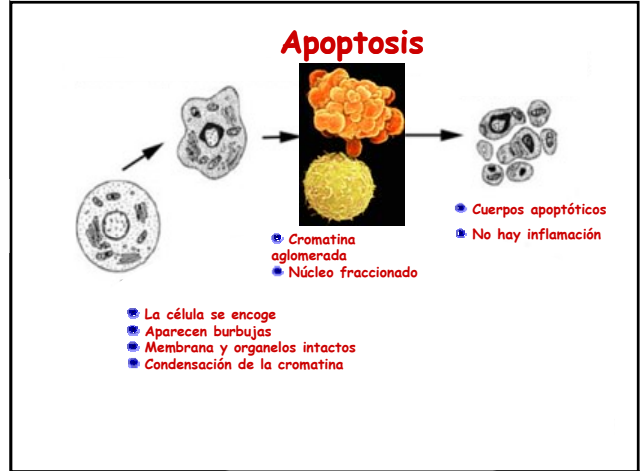 Apoptosis
Cuerpos apoptóticos
No hay inflamación
Cromatina
aglomerada
Núcleo fraccionado
La célula se encoge
Aparecen burbujas
Membrana y organelos intactos
Condensación de la cromatina